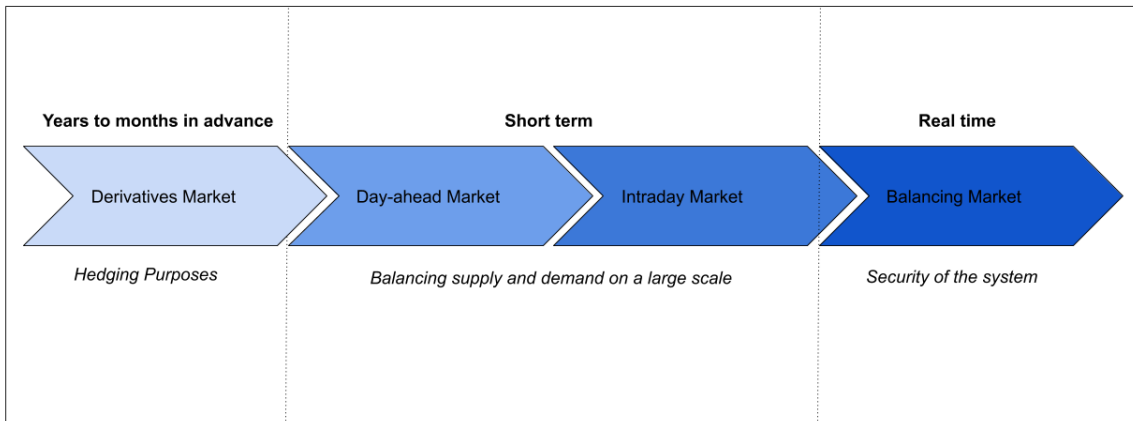 Years to months in advance
Short term
Real time
Derivatives Market
Day-ahead Market
Intraday Market
Balancing Market
Hedging Purposes
Balancing supply and demand on a large scale
Security of the system